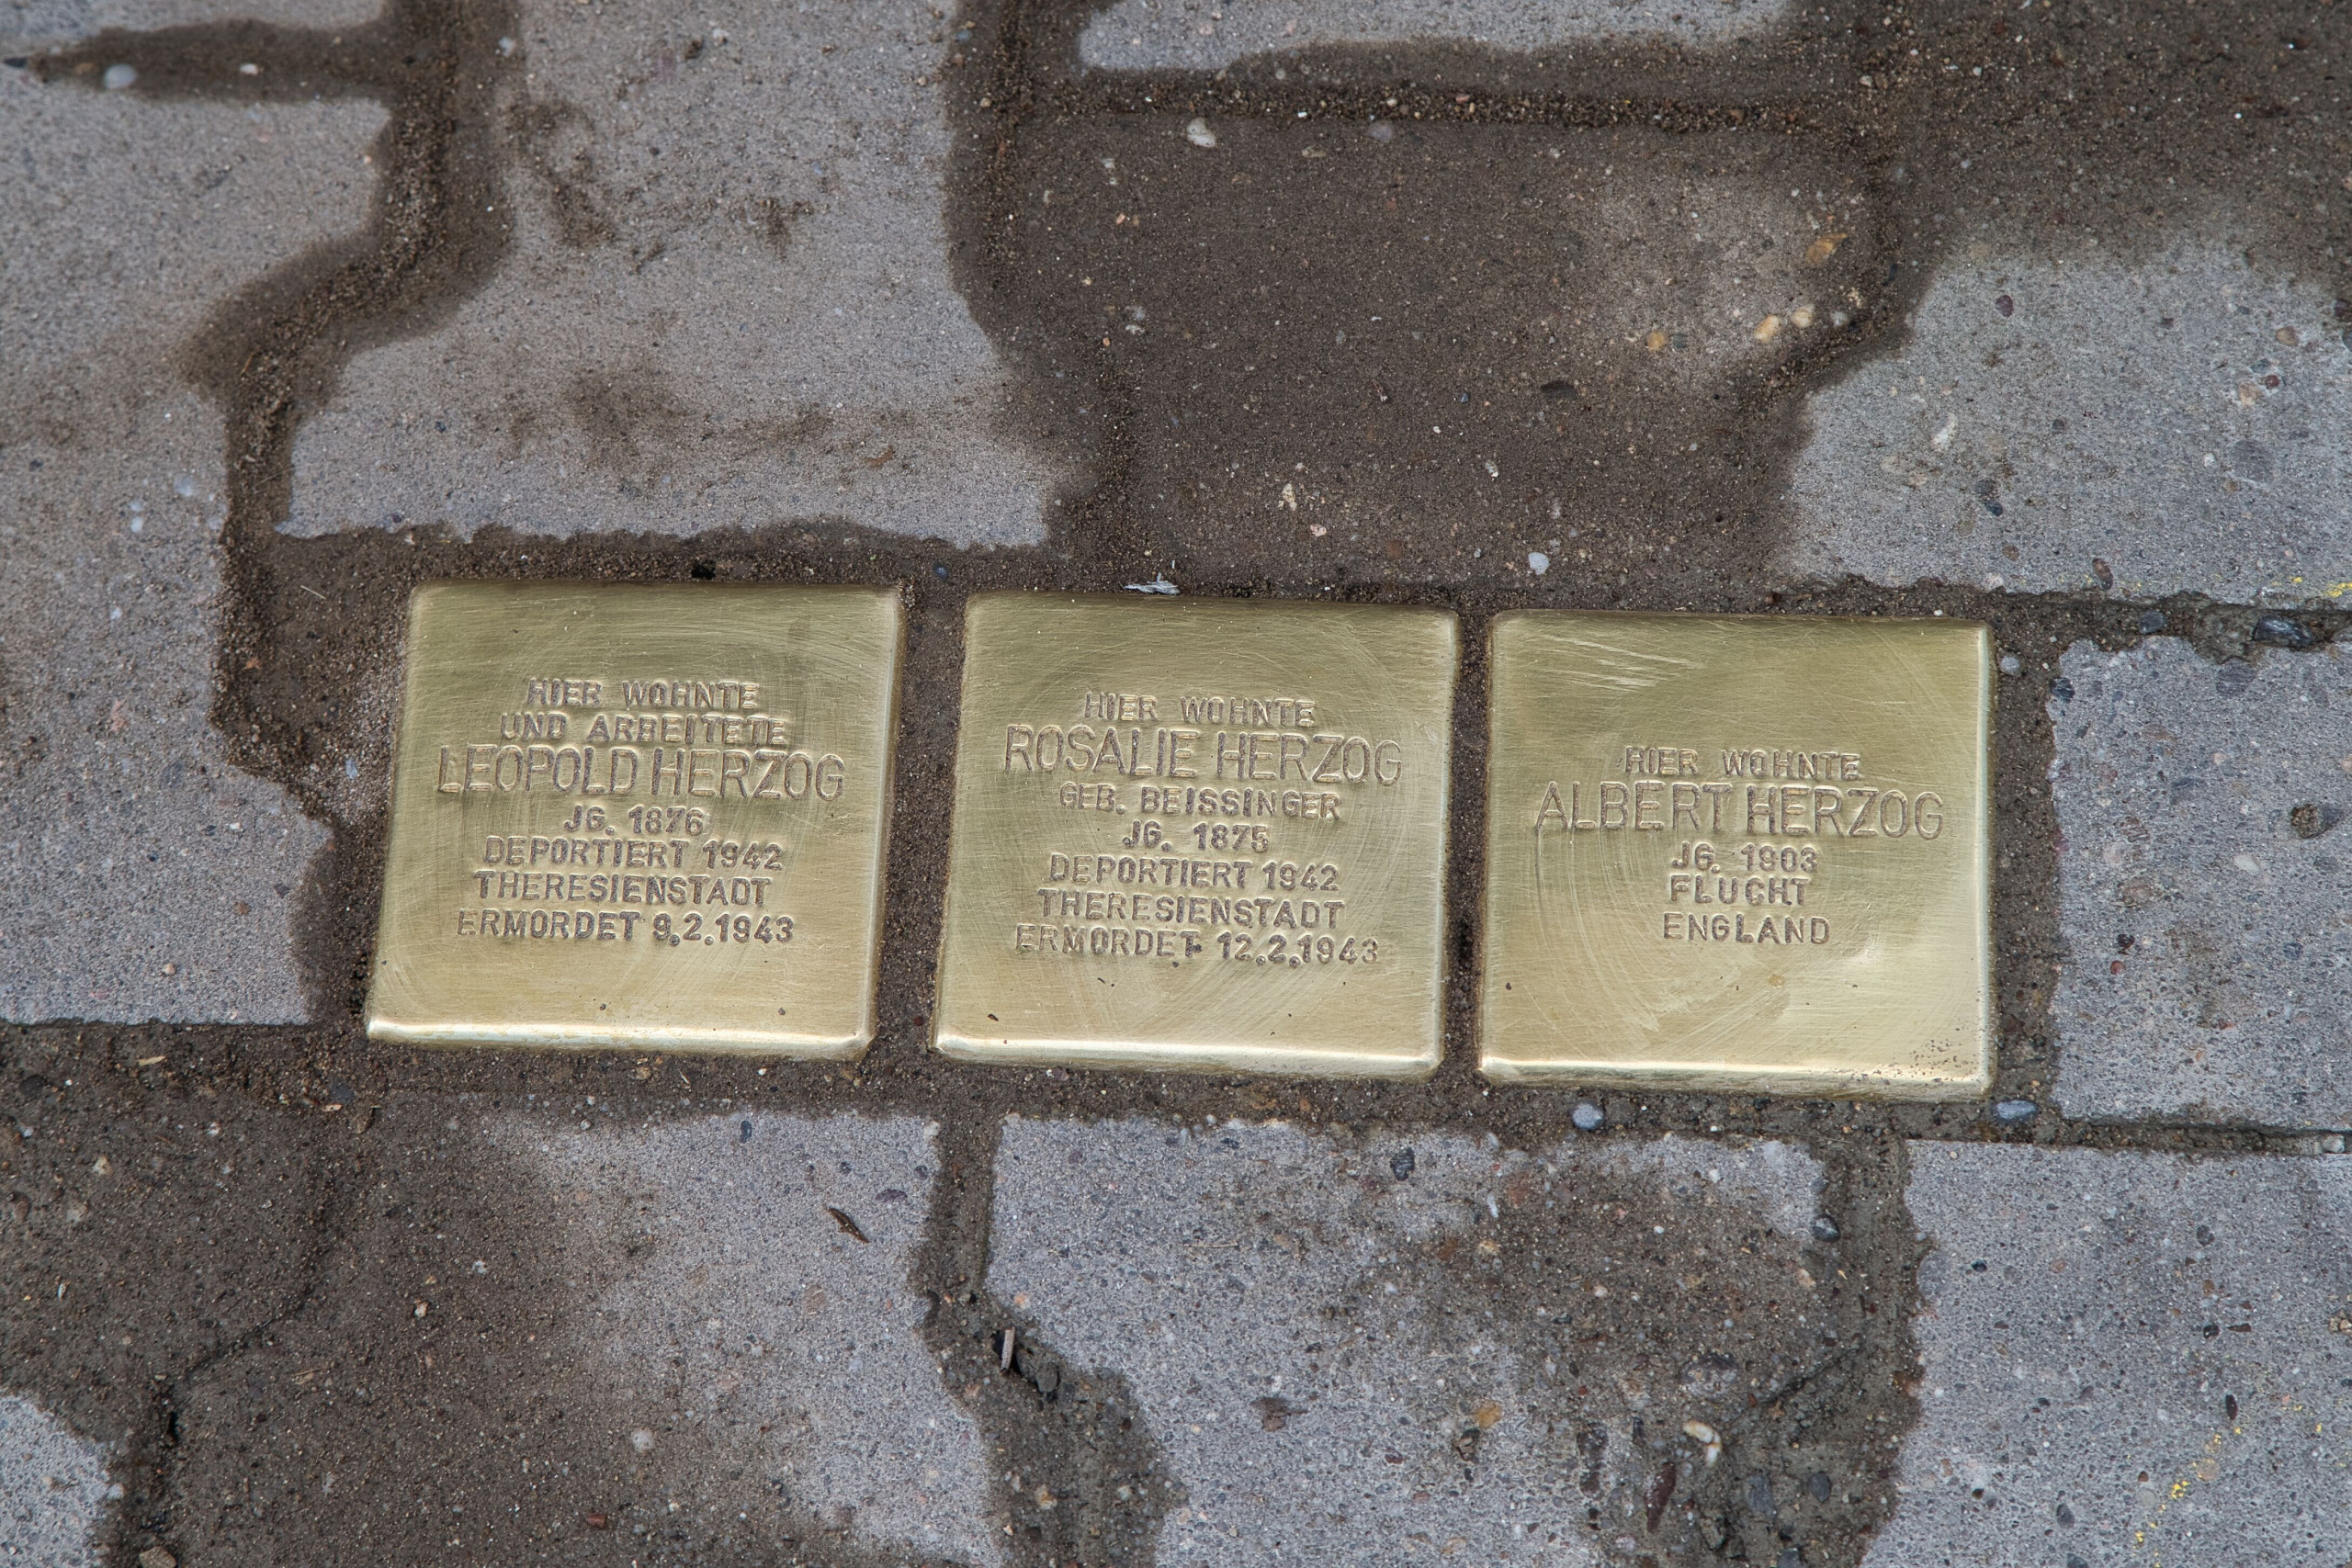 HIER WOHNTE
UND ARBEITETE
LEOPOLD HERZOG
JG. 1876
DEPORTIERT 1942
THERESIENSTADT
ERMORDET 9.2.1943
HIER WOHNTE
ROSALIE HERZOG
GEB. BEISSINGER
JG. 1875
DEPORTIERT 1942
THERESIENSTADT
ERMORDET 12.2.1943
HIER WOHNTE
ALBERT HERZOG
JG. 1903
FLUCHT
ENGLAND